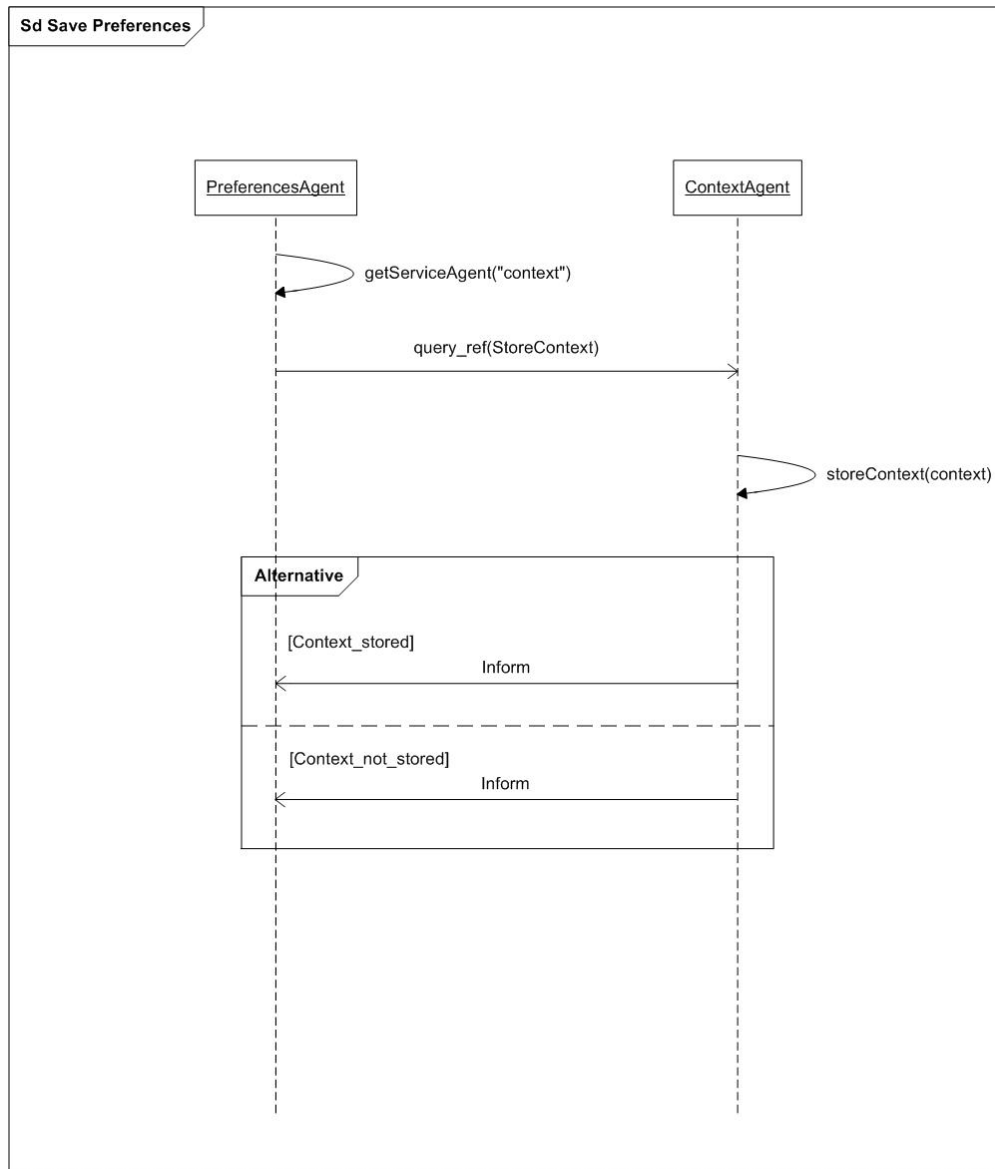 Sd Save Preferences
PreferencesAgent
ContextAgent
getServiceAgent("context")
query_ref(StoreContext)
storeContext(context)
Alternative
[Context_stored]
Inform
[Context_not_stored]
Inform